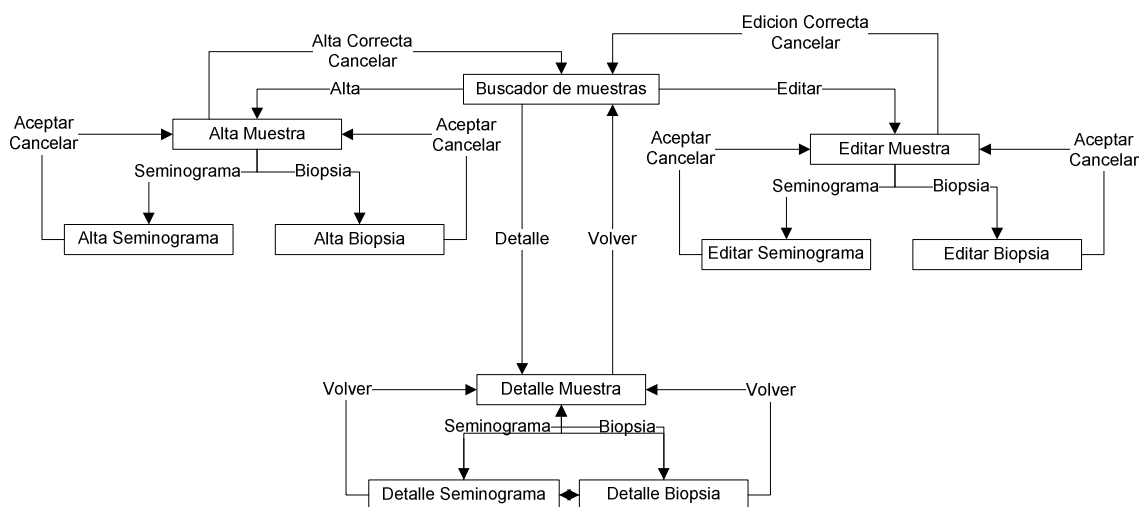 Alta Correcta
Cancelar
Edicion Correcta
Cancelar
Buscador de muestras
Alta
Editar
Aceptar
Cancelar
Alta Muestra
Aceptar
Cancelar
Seminograma
Biopsia
Alta Seminograma
Alta Biopsia
Aceptar
Cancelar
Editar Muestra
Aceptar
Cancelar
Seminograma
Biopsia
Editar Seminograma
Editar Biopsia
Detalle
Volver
Volver
Detalle Muestra
Volver
Seminograma
Biopsia
Detalle Seminograma
Detalle Biopsia